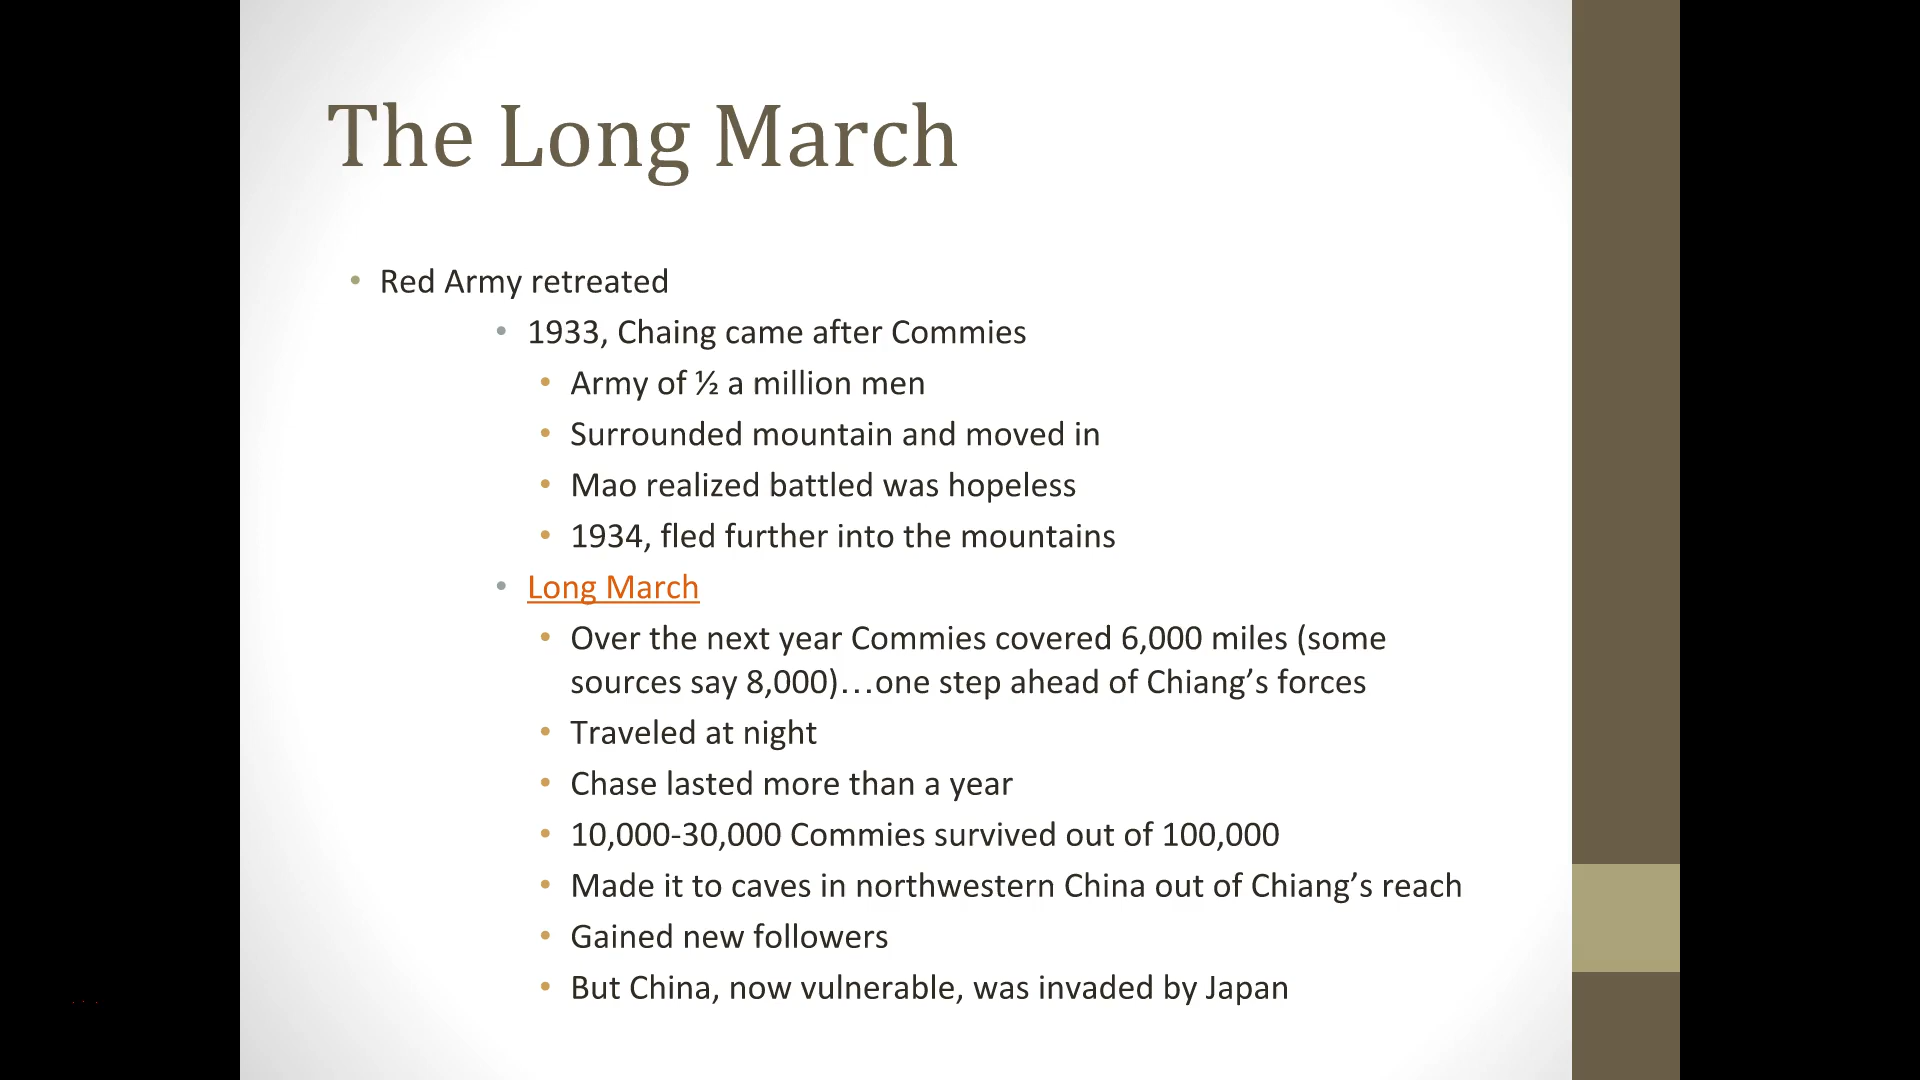 The Long March
• Red Army retreated
• 1933, Chaing came after Commies
• Army of ½ a million men
• Surrounded mountain and moved in
• Mao realized battled was hopeless
• 1934, fled further into the mountains
• Long March
• Over the next year Commies covered 6,000 miles (some
sources say 8,000)…one step ahead of Chiang’s forces
• Traveled at night
• Chase lasted more than a year
• 10,000-30,000 Commies survived out of 100,000
• Made it to caves in northwestern China out of Chiang’s reach
• Gained new followers
• But China, now vulnerable, was invaded by Japan